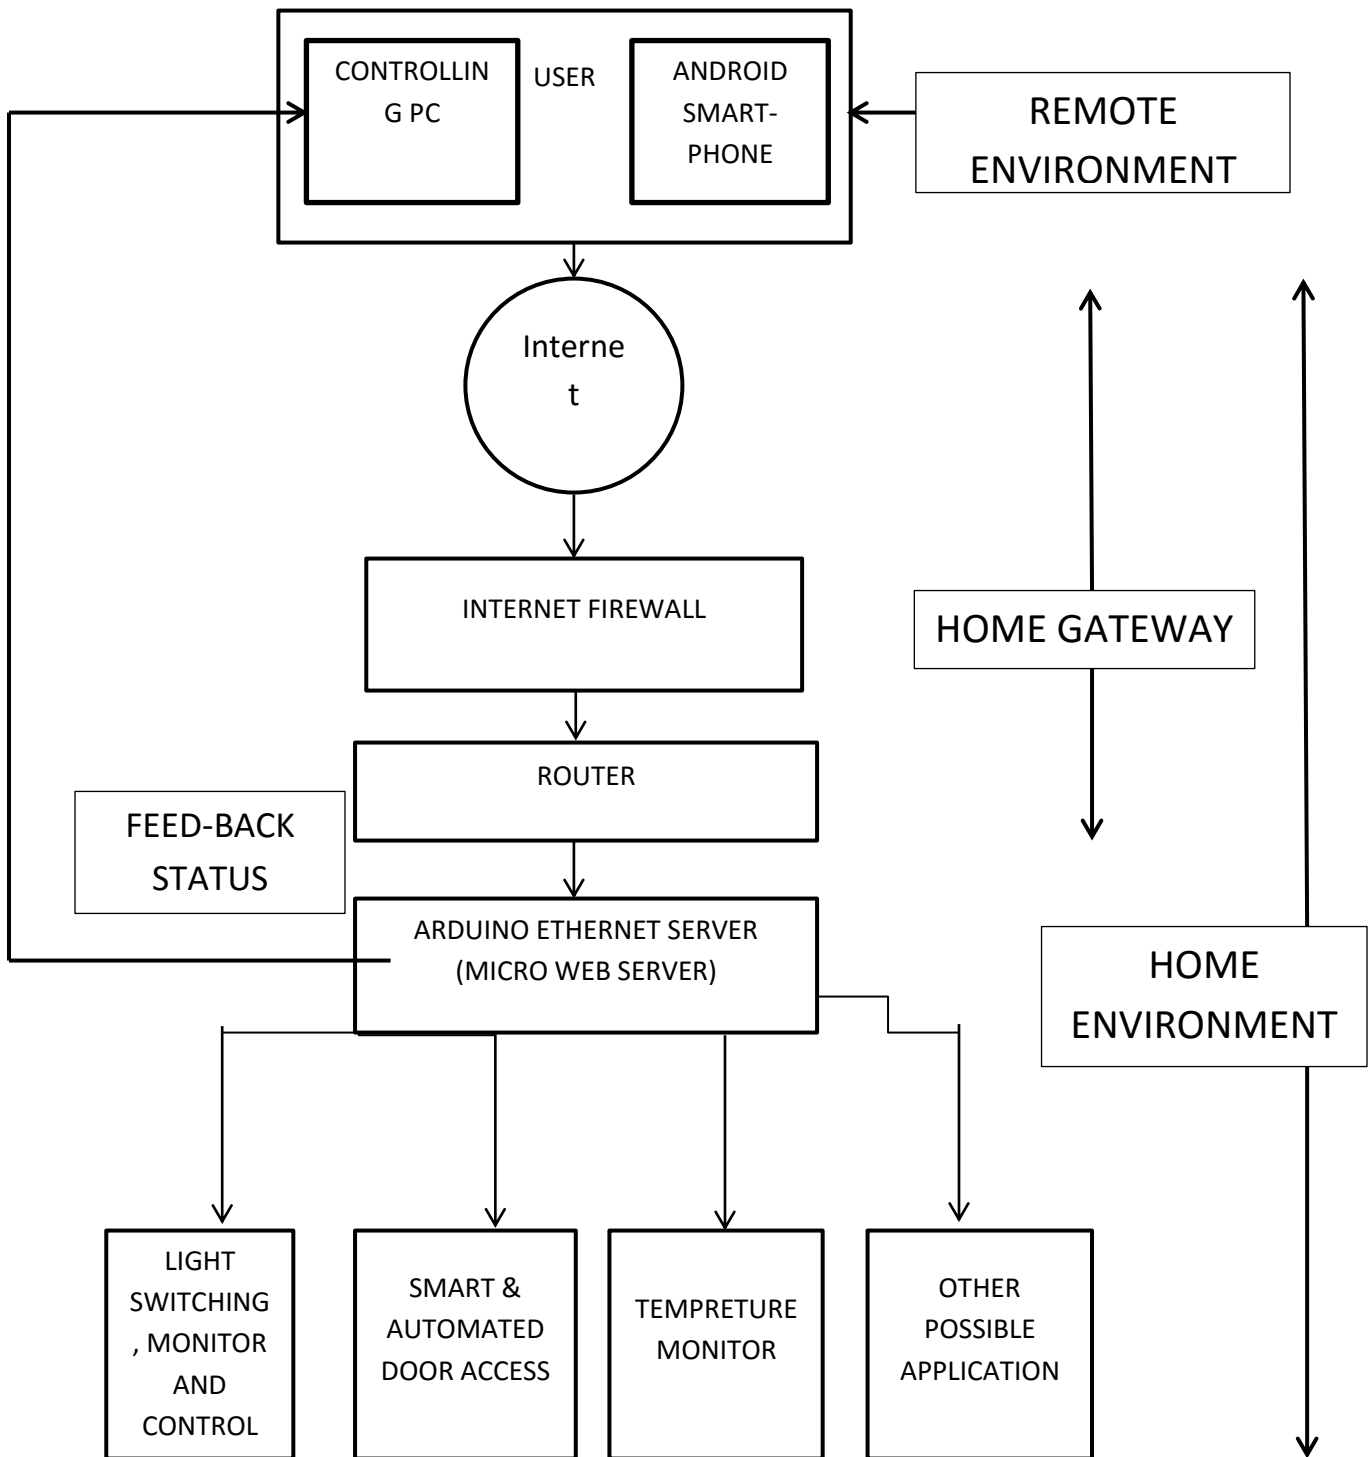 CONTROLLIN
G PC
USER
ANDROID
SMART-
PHONE
REMOTE
ENVIRONMENT
Interne
t
INTERNET FIREWALL
HOME GATEWAY
ROUTER
FEED-BACK
STATUS
ARDUINO ETHERNET SERVER
(MICRO WEB SERVER)
HOME
ENVIRONMENT
LIGHT
SWITCHING
, MONITOR
AND
CONTROL
SMART &
AUTOMATED
DOOR ACCESS
TEMPRETURE
MONITOR
OTHER
POSSIBLE
APPLICATION